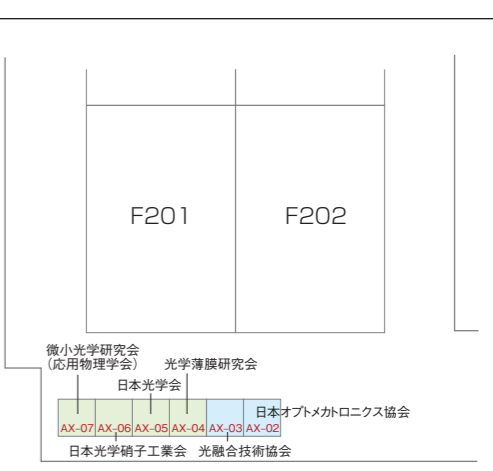 F201
F202
微小光学研究会
（応用物理学会）
光学薄膜研究会
日本光学会
日本オプトメカトロニクス協会
AX-07 AX-06 AX-05 AX-04 AX-03 AX-02
日本光学硝子工業会
光融合技術協会